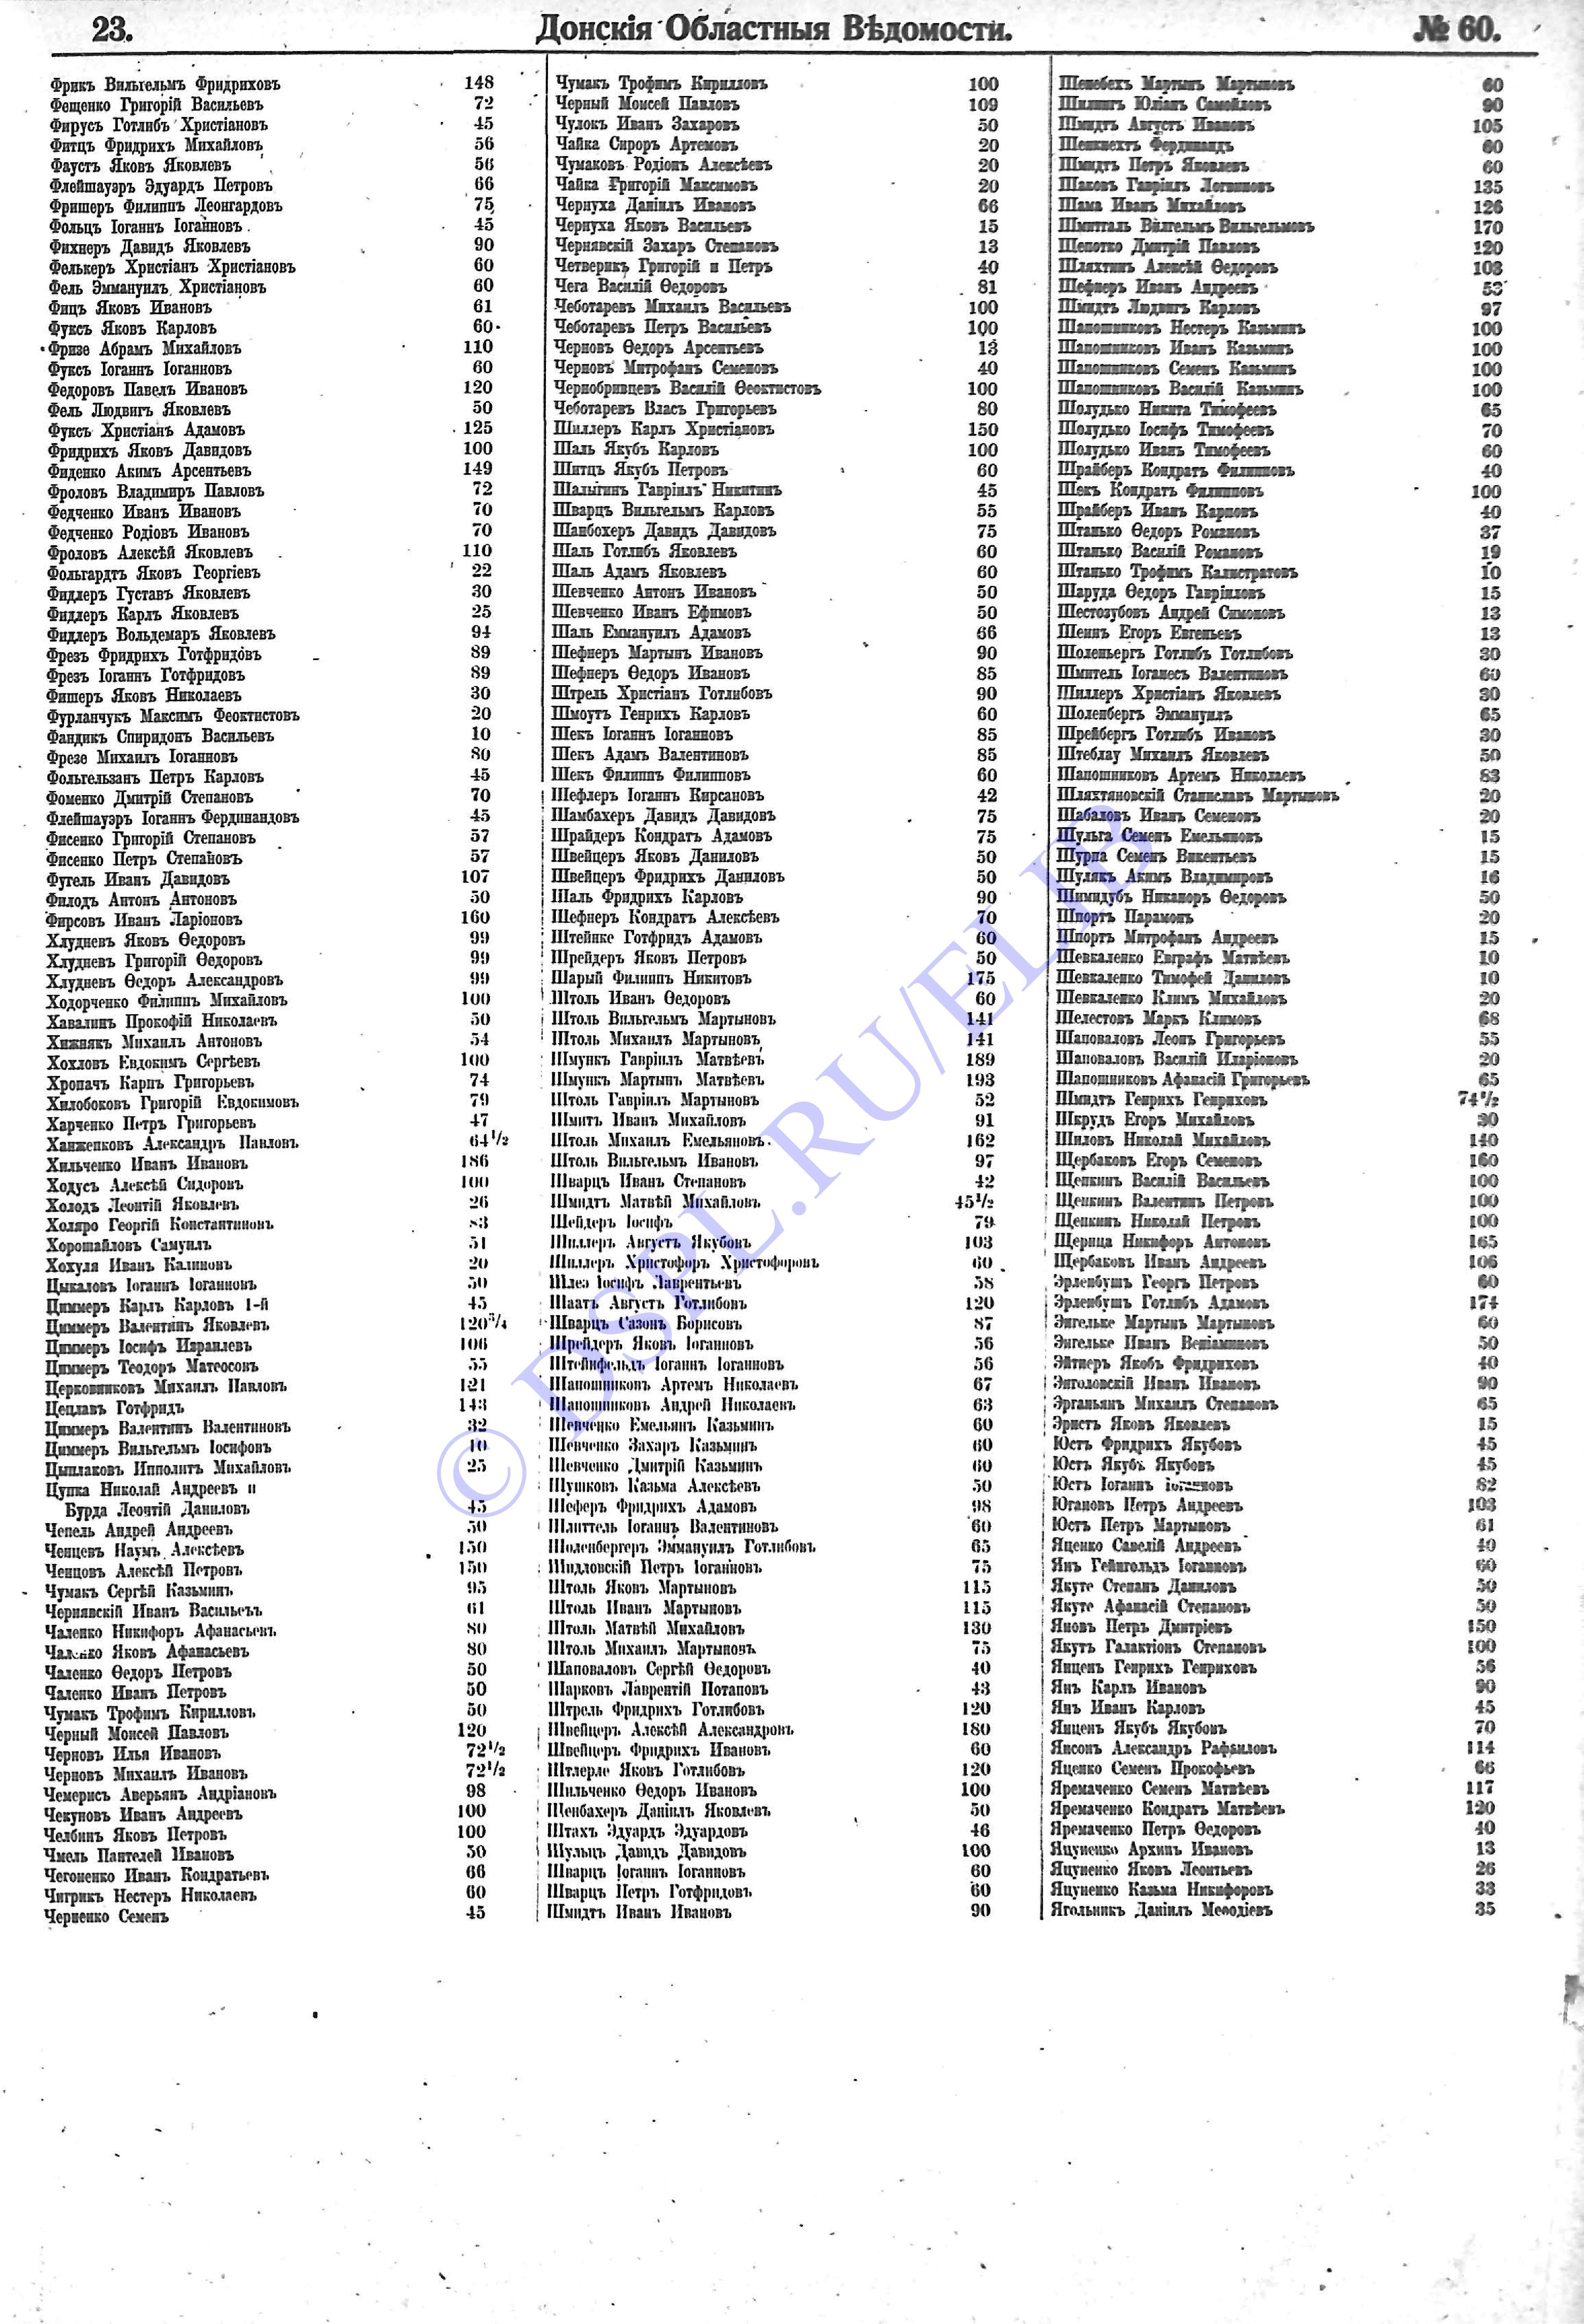 23.
Донскія Областныя Вѣдомости.
№ 60.
Фрикъ Вильгельмъ Фридриховъ 148
Фещенко Григорій Васильевъ 72
Фирусъ Готлибъ Христіановъ 45
Фитцъ Фридрихъ Михайловъ 56
Фаустъ Яковъ Яковлевъ 56
Флейшауэръ Эдуардъ Петровъ 66
Фришеръ Филиппъ Леонгардовъ 75
Фольцъ Іоганнъ Іоганновъ 45
Фихнеръ Давидъ Яковлевъ 90
Фелькеръ Христіанъ Христіановъ 60
Фель Эммануилъ Христіановъ 60
Фицъ Яковъ Ивановъ 61
Фуксъ Яковъ Карловъ 60
Фризе Абрамъ Михайловъ 110
Фуксъ Іоганнъ Іоганновъ 60
Федоровъ Павелъ Ивановъ 120
Фель Людвигъ Яковлевъ 50
Фуксъ Христіанъ Адамовъ 125
Фридрихъ Яковъ Давидовъ 100
Фиденко Акимъ Арсентьевъ 149
Фроловъ Владимиръ Павловъ 72
Федченко Иванъ Ивановъ 70
Федченко Родіовъ Ивановъ 70
Фроловъ Алексѣй Яковлевъ 110
Фольгардтъ Яковъ Георгіевъ 22
Фидлеръ Густавъ Яковлевъ 30
Фидлеръ Карлъ Яковлевъ 25
Фидлеръ Вольдемаръ Яковлевъ 94
Фрезъ Фридрихъ Готфридовъ 89
Фрезъ Іоганнъ Готфридовъ 89
Фишеръ Яковъ Николаевъ 30
Фурланчукъ Максимъ Феоктистовъ 20
Фандикъ Спиридонъ Васильевъ 10
Фрезе Михаилъ Іоганновъ 80
Фольгельзанъ Петръ Карловъ 45
Фоменко Дмитрій Степановъ 70
Флейшауэръ Іоганнъ Фердинандовъ 45
Фисенко Григорій Степановъ 57
Фисенко Петръ Степановъ 57
Фугель Иванъ Давидовъ 107
Филодъ Антонъ Антоновъ 50
Фирсовъ Иванъ Ларіоновъ 160
Хлудневъ Яковъ Ѳедоровъ 99
Хлудневъ Григорій Ѳедоровъ 99
Хлудневъ Ѳедоръ Александровъ 99
Ходорченко Филиппъ Михайловъ 100
Хавалинъ Прокофій Николаевъ 50
Хижнякъ Михаилъ Антоновъ 54
Хохловъ Евдокимъ Сергѣевъ 100
Хропачъ Карпъ Григорьевъ 74
Хилобоковъ Григорій Евдокимовъ 79
Харченко Петръ Григорьевъ 47
Ханженковъ Александръ Павловъ 64½
Хильченко Иванъ Ивановъ 186
Ходусъ Алексѣй Сидоровъ 100
Холодъ Леонтій Яковлевъ 26
Холяро Георгій Константиновъ 83
Хорошайловъ Самуилъ 51
Хохуля Иванъ Калиновъ 20
Цыкаловъ Іоганнъ Іоганновъ 50
Циммеръ Карлъ Карловъ 1-й 45
Циммеръ Валентинъ Яковлевъ 120¾
Циммеръ Іосифъ Израилевъ 106
Циммеръ Теодоръ Матеосовъ 55
Церковниковъ Михаилъ Павловъ 121
Цецлавъ Готфридъ 143
Циммеръ Валентинъ Валентиновъ 32
Циммеръ Вильгельмъ Іосифовъ 10
Цыплаковъ Ипполитъ Михайловъ 25
Цупка Николай Андреевъ и
Бурда Леонтій Даниловъ 45
Чепель Андрей Андреевъ 50
Ченцевъ Наумъ Алексѣевъ 150
Ченцовъ Алексѣй Петровъ 150
Чумакъ Сергѣй Казьминъ 95
Чернявскій Иванъ Васильевъ 61
Чаленко Никифоръ Афанасьевъ 80
Чаленко Яковъ Афанасьевъ 80
Чаленко Ѳедоръ Петровъ 50
Чаленко Иванъ Петровъ 50
Чумакъ Трофимъ Кирилловъ 50
Черный Моисей Павловъ 120
Черновъ Илья Ивановъ 72½
Черновъ Михаилъ Ивановъ 72½
Чемерисъ Аверьянъ Андріановъ 98
Чекуновъ Иванъ Андреевъ 100
Челбинъ Яковъ Петровъ 100
Чмель Пантелей Ивановъ 50
Чегоненко Иванъ Кондратьевъ 66
Чигрикъ Нестеръ Николаевъ 60
Черненко Семенъ 45
Чумакъ Трофимъ Кирилловъ 100
Черный Моисей Павловъ 109
Чулокъ Иванъ Захаровъ 50
Чайка Сироръ Артемовъ 20
Чумаковъ Родіонъ Алексѣевъ 20
Чайка Григорій Максимовъ 20
Чернуха Даніилъ Ивановъ 66
Чернуха Яковъ Васильевъ 15
Чернявскій Захаръ Степановъ 13
Четверикъ Григорій и Петръ 40
Чега Василій Ѳедоровъ 81
Чеботаревъ Михаилъ Васильевъ 100
Чеботаревъ Петръ Васильевъ 100
Черновъ Ѳедоръ Арсентьевъ 13
Черновъ Митрофанъ Семеновъ 40
Чернобривцевъ Василій Ѳеоктистовъ 100
Чеботаревъ Власъ Григорьевъ 80
Шиллеръ Карлъ Христіановъ 150
Шаль Якубъ Карловъ 100
Шитцъ Якубъ Петровъ 60
Шалыгинъ Гавріилъ Никитинъ 45
Шварцъ Вильгельмъ Карловъ 55
Шанбохеръ Давидъ Давидовъ 75
Шаль Готлибъ Яковлевъ 60
Шаль Адамъ Яковлевъ 60
Шевченко Антонъ Ивановъ 50
Шевченко Иванъ Ефимовъ 50
Шаль Еммануилъ Адамовъ 66
Шефнеръ Мартынъ Ивановъ 90
Шефнеръ Ѳедоръ Ивановъ 85
Штрель Христіанъ Готлибовъ 90
Шмоутъ Генрихъ Карловъ 60
Шекъ Іоганнъ Іоганновъ 85
Шекъ Адамъ Валентиновъ 85
Шекъ Филиппъ Филипповъ 60
Шефлеръ Іоганнъ Кирсановъ 42
Шамбахеръ Давидъ Давидовъ 75
Шрайдеръ Кондратъ Адамовъ 75
Швейцеръ Яковъ Даниловъ 50
Швейцеръ Фридрихъ Даниловъ 50
Шаль Фридрихъ Карловъ 90
Шефнеръ Кондратъ Алексѣевъ 70
Штейнке Готфридъ Адамовъ 60
Шрейдеръ Яковъ Петровъ 50
Шарый Филиппъ Никитовъ 175
Штоль Иванъ Ѳедоровъ 60
Штоль Вильгельмъ Мартыновъ 141
Штоль Михаилъ Мартыновъ 141
Шмункъ Гавріилъ Матвѣевъ 189
Шмункъ Мартынъ Матвѣевъ 193
Штоль Гавріилъ Мартыновъ 52
Шмитъ Иванъ Михайловъ 91
Штоль Михаилъ Емельяновъ 162
Штоль Вильгельмъ Ивановъ 97
Шварцъ Иванъ Степановъ 42
Шмидтъ Матвѣй Михайловъ 45½
Шейдеръ Іосифъ 79
Шиллеръ Августъ Якубовъ 103
Шиллеръ Христофоръ Христофоровъ 60
Шлез Іосифъ Лаврентьевъ 58
Шаатъ Августъ Готлибовъ 120
Шварцъ Сазонъ Борисовъ 87
Шрейдеръ Яковъ Іоганновъ 56
Штейнфельдъ Іоганнъ Іоганновъ 56
Шапошниковъ Артемъ Николаевъ 67
Шапошниковъ Андрей Николаевъ 63
Шевченко Емельянъ Казьминъ 60
Шевченко Захаръ Казьминъ 60
Шевченко Дмитрій Казьминъ 60
Шушковъ Казьма Алексѣевъ 50
Шеферъ Фридрихъ Адамовъ 98
Шлиттель Іоганнъ Валентиновъ 60
Шоленбергеръ Эммануилъ Готлибовъ 65
Шидловскій Петръ Іоганновъ 75
Штоль Яковъ Мартыновъ 115
Штоль Иванъ Мартыновъ 115
Штоль Матвѣй Михайловъ 130
Штоль Михаилъ Мартыновъ 75
Шаповаловъ Сергѣй Ѳедоровъ 40
Шарковъ Лаврентій Потаповъ 43
Штрель Фридрихъ Готлибовъ 120
Швейцеръ Алексѣй Александровъ 180
Швейцеръ Фридрихъ Ивановъ 60
Штлерле Яковъ Готлибовъ 120
Шильченко Ѳедоръ Ивановъ 100
Щенбахеръ Даніилъ Яковлевъ 50
Штахъ Эдуардъ Эдуардовъ 46
Шульцъ Давидъ Давидовъ 100
Шварцъ Іоганнъ Іоганновъ 60
Шварцъ Петръ Готфридовъ 60
Шмидтъ Иванъ Ивановъ 90
Шенебехъ Мартынъ Мартыновъ 60
Шилингъ Юліанъ Самойловъ 90
Шмидтъ Августъ Ивановъ 105
Шенкнехтъ Фердинандъ 60
Шмидтъ Петръ Яковлевъ 60
Шаковъ Гавріилъ Логвиновъ 135
Шама Иванъ Михайловъ 126
Шмитгаль Вилгельмъ Вильгельмовъ 170
Шепотко Дмитрій Павловъ 120
Шляхтинъ Алексѣй Ѳедоровъ 103
Шефнеръ Иванъ Андреевъ 53
Шмидтъ Людвигъ Карловъ 97
Шапошниковъ Нестеръ Казьминъ 100
Шапошниковъ Иванъ Казьминъ 100
Шапошниковъ Семенъ Казьминъ 100
Шапошниковъ Василій Казьминъ 100
Шолудько Никита Тимофеевъ 65
Шолудько Іосифъ Тимофеевъ 70
Шолудько Иванъ Тимофеевъ 60
Шрайберъ Кондратъ Филипповъ 40
Шекъ Кондратъ Филипповъ 100
Шрайберъ Иванъ Карповъ 40
Штанько Ѳедоръ Романовъ 37
Штанько Василій Романовъ 19
Штанько Трофимъ Калистратовъ 10
Шаруда Ѳедоръ Гавріиловъ 15
Шестозубовъ Андрей Симоновъ 13
Шеинъ Егоръ Евгеньевъ 13
Шоленьергъ Готлибъ Готлибовъ 30
Шмитель Іоганесъ Валентиновъ 60
Шиллеръ Христіанъ Яковлевъ 30
Шоленбергъ Эммануилъ 65
Шрейбергъ Готлибъ Ивановъ 30
Штеблау Михаилъ Яковлевъ 50
Шапошниковъ Артемъ Николаевъ 83
Шляхтяновскій Станиславъ Мартыновъ 20
Шабаловъ Иванъ Семеновъ 20
Шульга Семенъ Емельяновъ 15
Шурпа Семенъ Викентьевъ 15
Шулякъ Акимъ Владимировъ 16
Шимидубъ Никаноръ Ѳедоровъ 50
Шпортъ Парамонъ 20
Шпортъ Митрофанъ Андреевъ 15
Шевкаленко Евграфъ Матвѣевъ 10
Шевкаленко Тимофей Даниловъ 10
Шевкаленко Климъ Михайловъ 20
Шелестовъ Маркъ Климовъ 68
Шаповаловъ Леонъ Григорьевъ 55
Шаповаловъ Василій Иларіоновъ 20
Шапошниковъ Афанасій Григорьевъ 65
Шмидтъ Генрихъ Генриховъ 74½
Шкрудъ Егоръ Михайловъ 30
Шиловъ Николай Михайловъ 140
Щербаковъ Егоръ Семеновъ 160
Щепкинъ Василій Васильевъ 100
Щепкинъ Валентинъ Петровъ 100
Щепкинъ Николай Петровъ 100
Щерица Никифоръ Антоновъ 165
Щербаковъ Иванъ Андреевъ 106
Эрленбушъ Георгъ Петровъ 60
Эрленбушъ Готлибъ Адамовъ 174
Энгельке Мартынъ Мартыновъ 60
Энгельке Иванъ Веніаминовъ 50
Эйтнеръ Якобъ Фридриховъ 40
Энголовскій Иванъ Ивановъ 90
Эрганьянъ Михаилъ Степановъ 65
Эристъ Яковъ Яковлевъ 15
Юстъ Фридрихъ Якубовъ 45
Юстъ Якубъ Якубовъ 45
Юстъ Іоганнъ Іоганновъ 82
Югановъ Петръ Андреевъ 103
Юстъ Петръ Мартыновъ 61
Яценко Савелій Андреевъ 40
Янъ Гейнгольдъ Іоганновъ 60
Якуте Степанъ Даниловъ 50
Якуте Афанасій Степановъ 50
Яновъ Петръ Дмитріевъ 150
Якутъ Галактіонъ Степановъ 100
Янценъ Генрихъ Генриховъ 56
Янъ Карлъ Ивановъ 90
Янъ Иванъ Карловъ 45
Янценъ Якубъ Якубовъ 70
Янсонъ Александръ Рафаиловъ 114
Яценко Семенъ Прокофьевъ 66
Яремаченко Семенъ Матвѣевъ 117
Яремаченко Кондратъ Матвѣевъ 120
Яремаченко Петръ Ѳедоровъ 40
Яцуненко Архипъ Ивановъ 13
Яцуненко Яковъ Леонтьевъ 26
Яцуненко Казьма Никифоровъ 33
Ягольникъ Даніилъ Меѳодіевъ 35
© DSPL.RU/ELIB